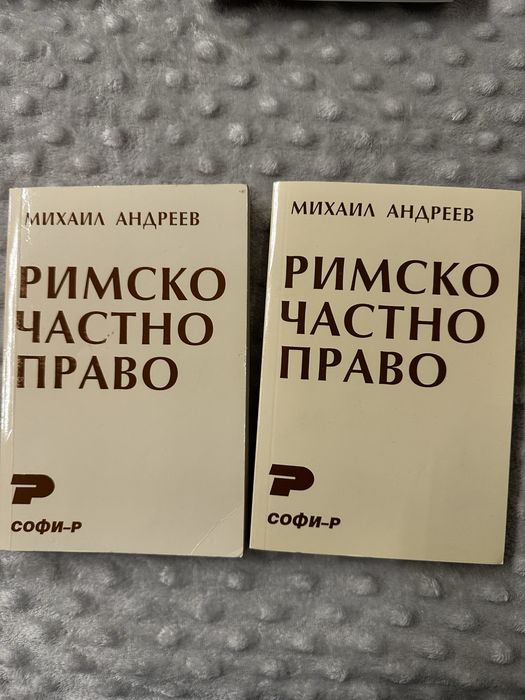 МИХАИЛ АНДРЕЕВ
РИМСКО
ЧАСТНО
ПРАВО
СОФИ-Р
МИХАИЛ АНДРЕЕВ
РИМСКО
ЧАСТНО
ПРАВО
СОФИ-Р